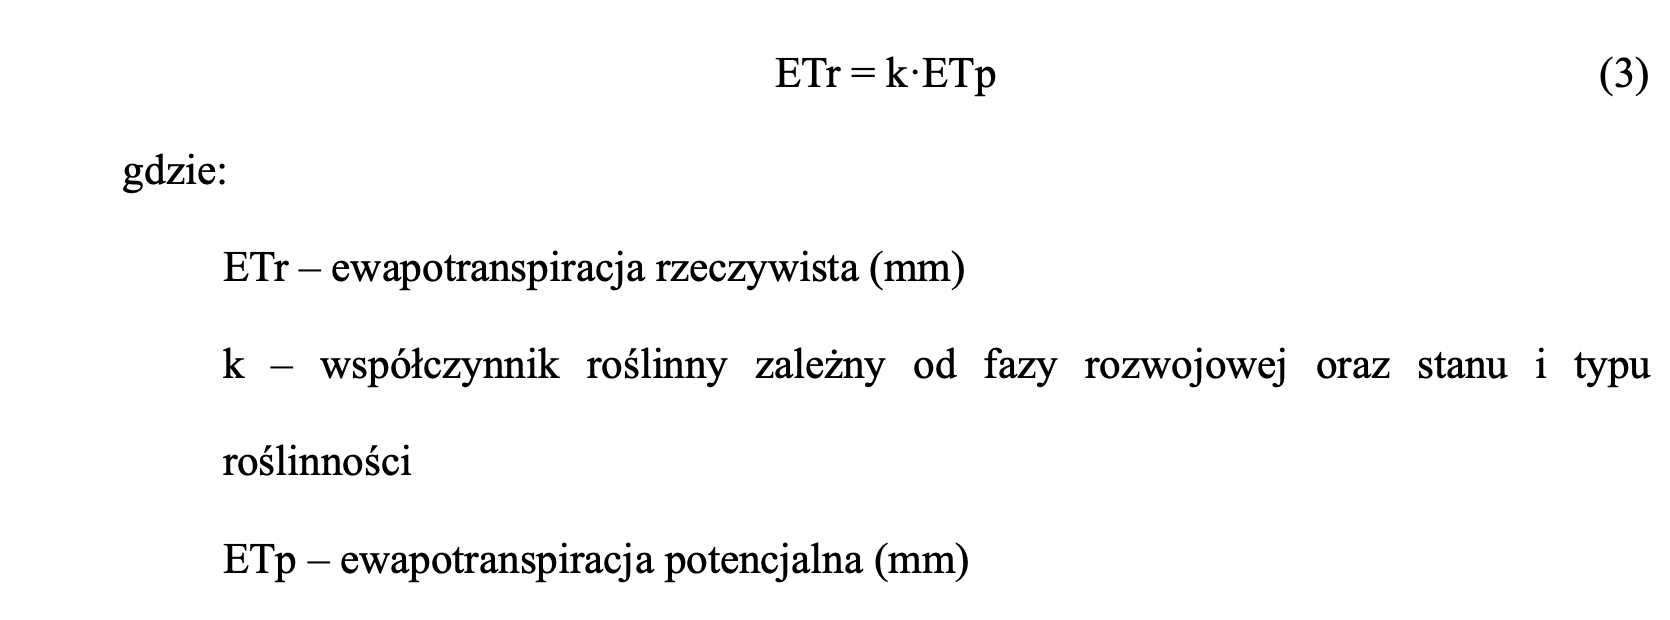 ETr = k·ETp (3)
gdzie:
ETr – ewapotranspiracja rzeczywista (mm)
k – współczynnik roślinny zależny od fazy rozwojowej oraz stanu i typu
roślinności
ETp – ewapotranspiracja potencjalna (mm)